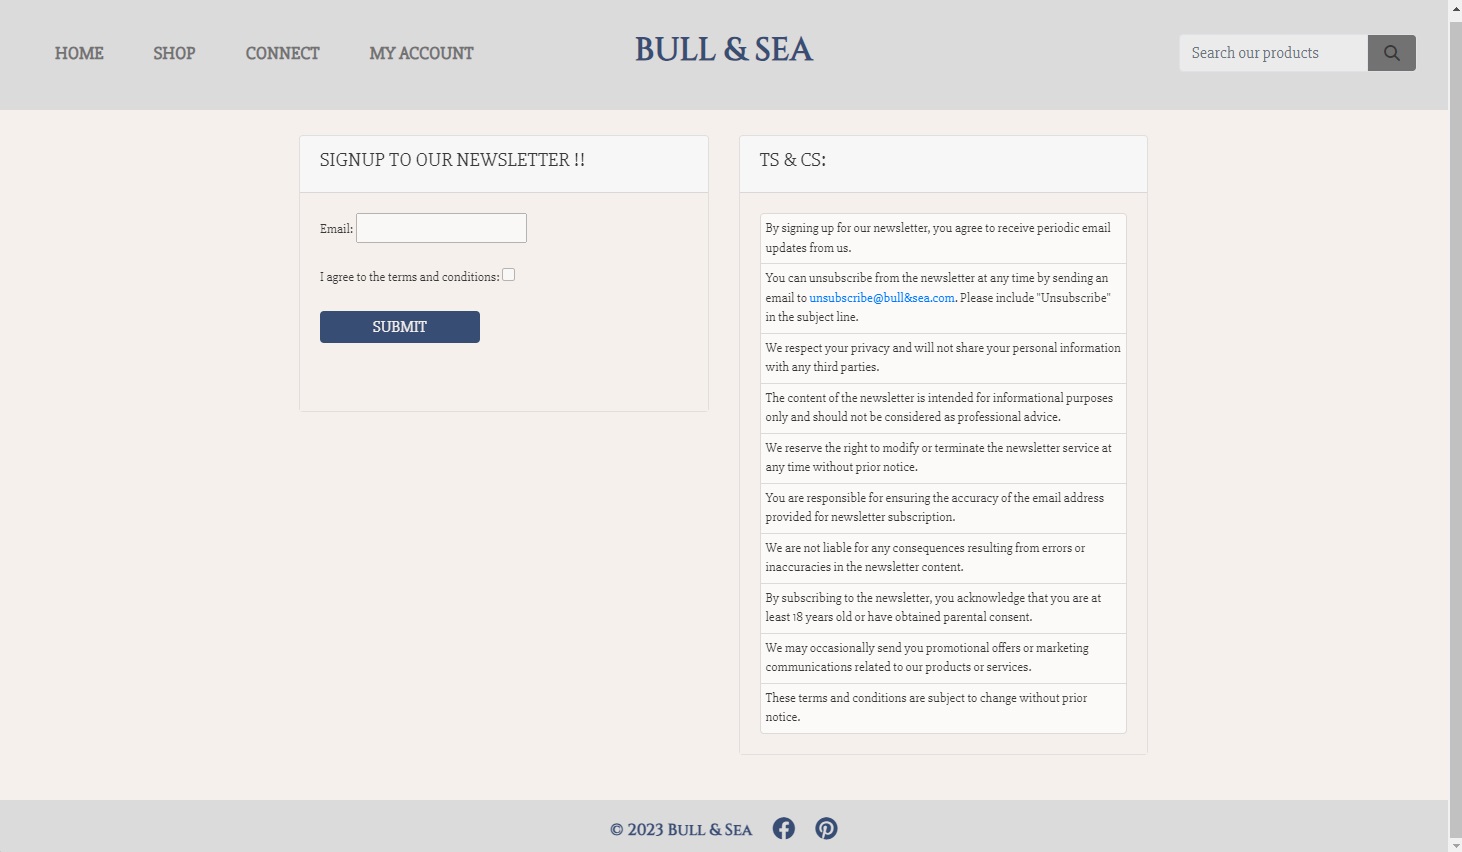 HOME SHOP CONNECT MY ACCOUNT
BULL & SEA
Search our products
SIGNUP TO OUR NEWSLETTER !!
Email:
I agree to the terms and conditions:
SUBMIT
TS & CS:
By signing up for our newsletter, you agree to receive periodic email
updates from us.
You can unsubscribe from the newsletter at any time by sending an
email to unsubscribe@bull&sea.com. Please include "Unsubscribe"
in the subject line.
We respect your privacy and will not share your personal information
with any third parties.
The content of the newsletter is intended for informational purposes
only and should not be considered as professional advice.
We reserve the right to modify or terminate the newsletter service at
any time without prior notice.
You are responsible for ensuring the accuracy of the email address
provided for newsletter subscription.
We are not liable for any consequences resulting from errors or
inaccuracies in the newsletter content.
By subscribing to the newsletter, you acknowledge that you are at
least 18 years old or have obtained parental consent.
We may occasionally send you promotional offers or marketing
communications related to our products or services.
These terms and conditions are subject to change without prior
notice.
© 2023 Bull & Sea